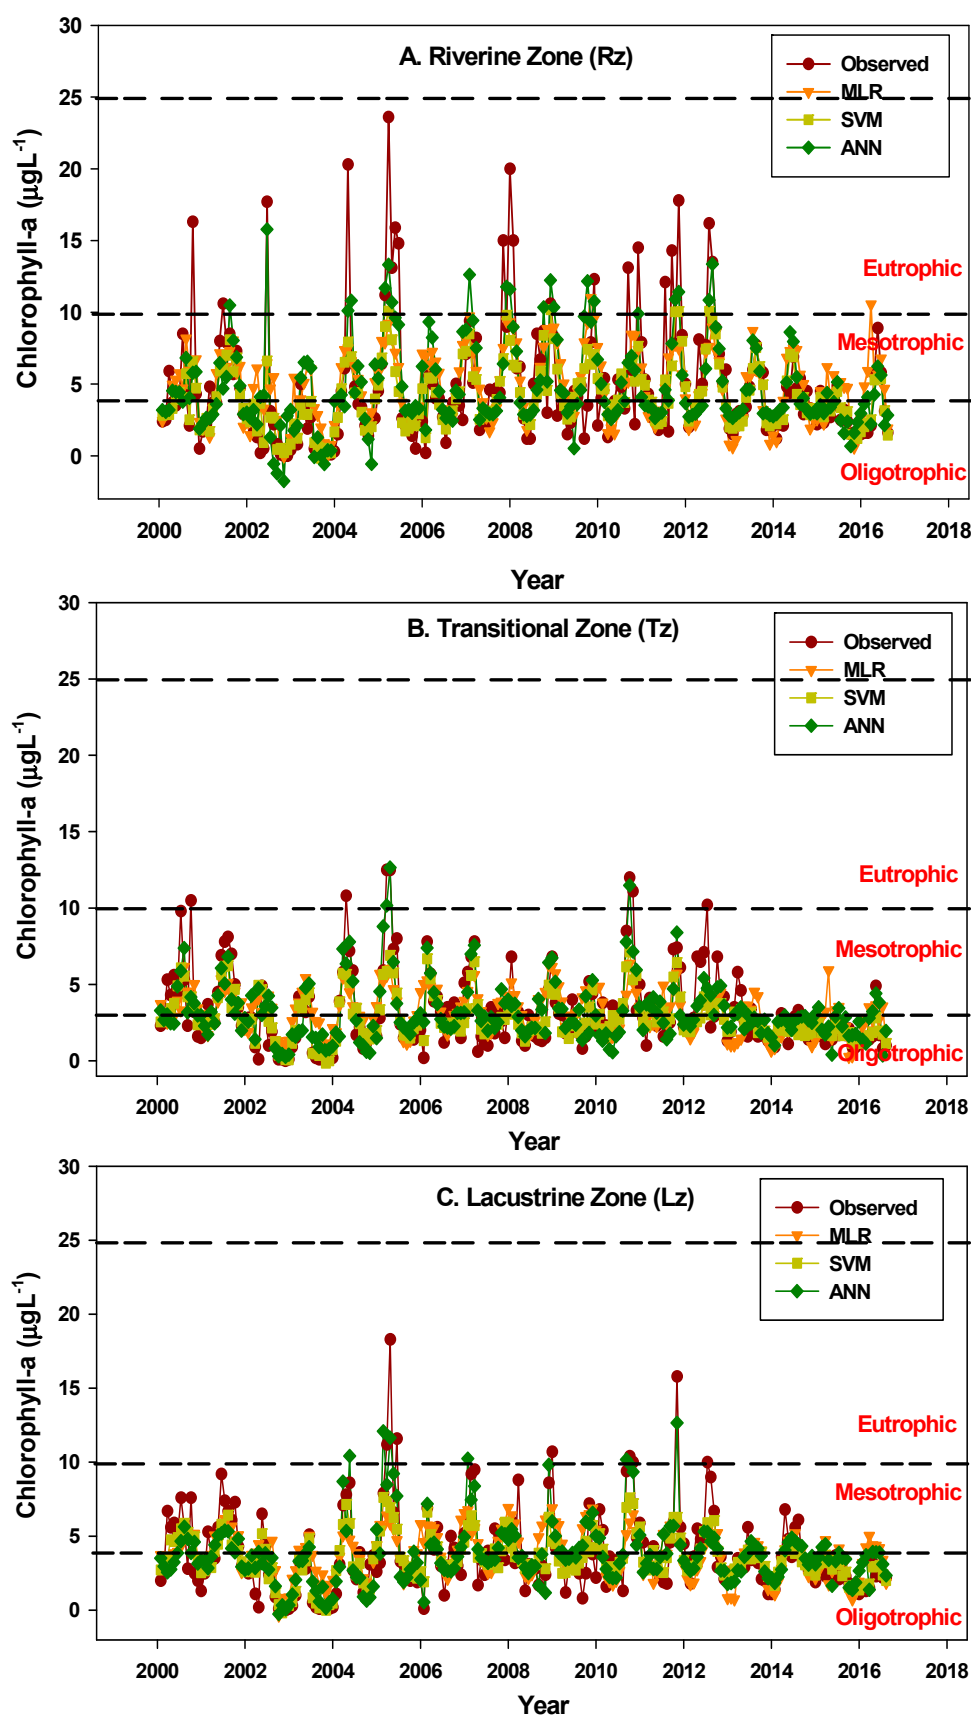 A. Riverine Zone (Rz)
Observed
MLR
SVM
ANN
30
25
20
15
10
5
0
Chlorophyll-a (µgL-1)
Eutrophic
Mesotrophic
Oligotrophic
2000 2002 2004 2006 2008 2010 2012 2014 2016 2018
Year
B. Transitional Zone (Tz)
Observed
MLR
SVM
ANN
30
25
20
15
10
5
0
Chlorophyll-a (µgL-1)
Eutrophic
Mesotrophic
Oligotrophic
2000 2002 2004 2006 2008 2010 2012 2014 2016 2018
Year
C. Lacustrine Zone (Lz)
Observed
MLR
SVM
ANN
30
25
20
15
10
5
0
Chlorophyll-a (µgL-1)
Eutrophic
Mesotrophic
Oligotrophic
2000 2002 2004 2006 2008 2010 2012 2014 2016 2018
Year